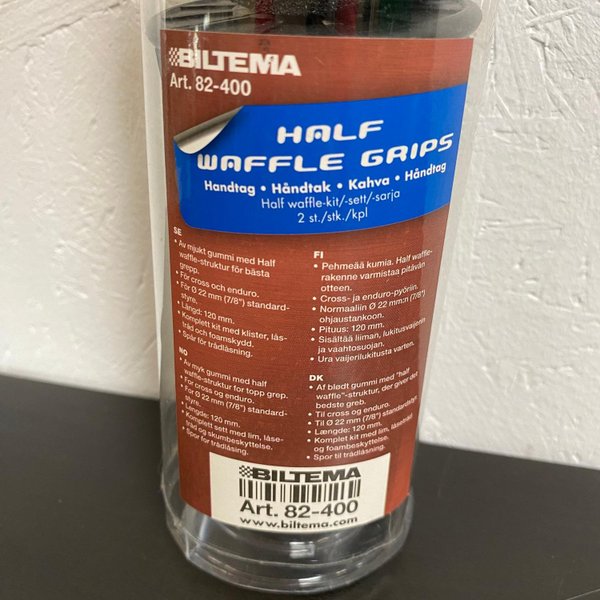 BILTEMA
Art. 82-400
HALF
WAFFLE GRIPS
Handtag • Håndtak • Kahva • Håndtag
Half waffle-kit/-sett/-sarja
2 st./stk./kpl
SE
• Av mjukt gummi med Half
waffle-struktur för bästa
grepp.
• För cross och enduro.
• För Ø 22 mm (7/8") standard-
styre.
• Längd: 120 mm.
• Komplett kit med klister, lås-
tråd och foamskydd.
• Spår för trådlåsning.
NO
• Av myk gummi med half
waffle-struktur for topp grep.
• For cross og enduro.
• For Ø 22 mm (7/8") standard-
styre.
• Lengde: 120 mm.
• Komplett sett med lim, låse-
tråd og skumbeskyttelse.
• Spor for trådlåsing.
FI
• Pehmeää kumia. Half waffle-
rakenne varmistaa pitävän
otteen.
• Cross- ja enduro-pyöriin.
• Normaaliin Ø 22 mm:n (7/8")
ohjaustankoon.
• Pituus: 120 mm.
• Sisältää liiman, lukitusvaijerin
ja vaahtosuojan.
• Ura vaijerilukitusta varten.
DK
• Af blødt gummi med "half
waffle"-struktur, der giver det
bedste greb.
• Til cross og enduro.
• Til Ø 22 mm (7/8") standardstyr.
• Længde: 120 mm.
• Komplet kit med lim, låsetråd
og foambeskyttelse.
• Spor til trådlåsning.
BILTEMA
Art. 82-400
www.biltema.com